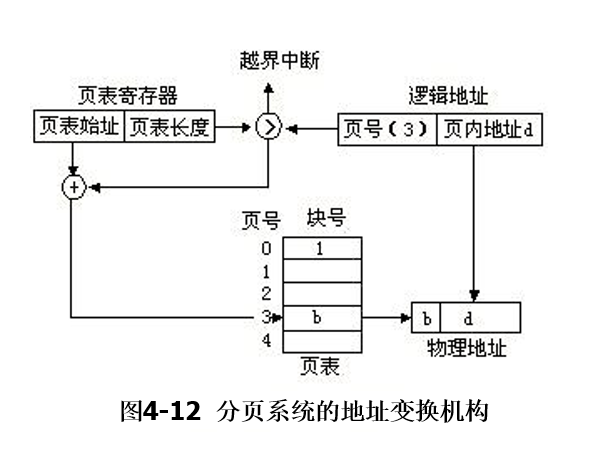 越界中断
页表寄存器
逻辑地址
页表始址 页表长度 > 页号(3) 页内地址d
+
页号 块号
0 1
1
2
3 b b d
4
物理地址
页表
图4-12 分页系统的地址变换机构